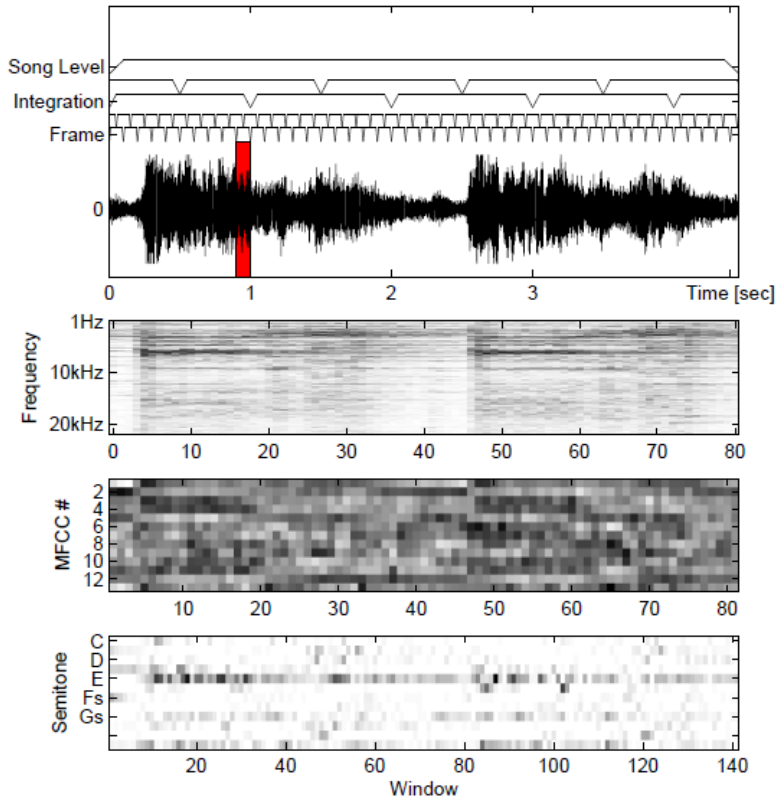 Song Level
Integration
Frame
0
0 1 2 3 Time [sec]
1Hz
10kHz
20kHz
Frequency
0 10 20 30 40 50 60 70 80
2
4
6
8
10
12
MFCC #
10 20 30 40 50 60 70 80
C
D
E
Fs
Gs
Semitone
20 40 60 80 100 120 140
Window